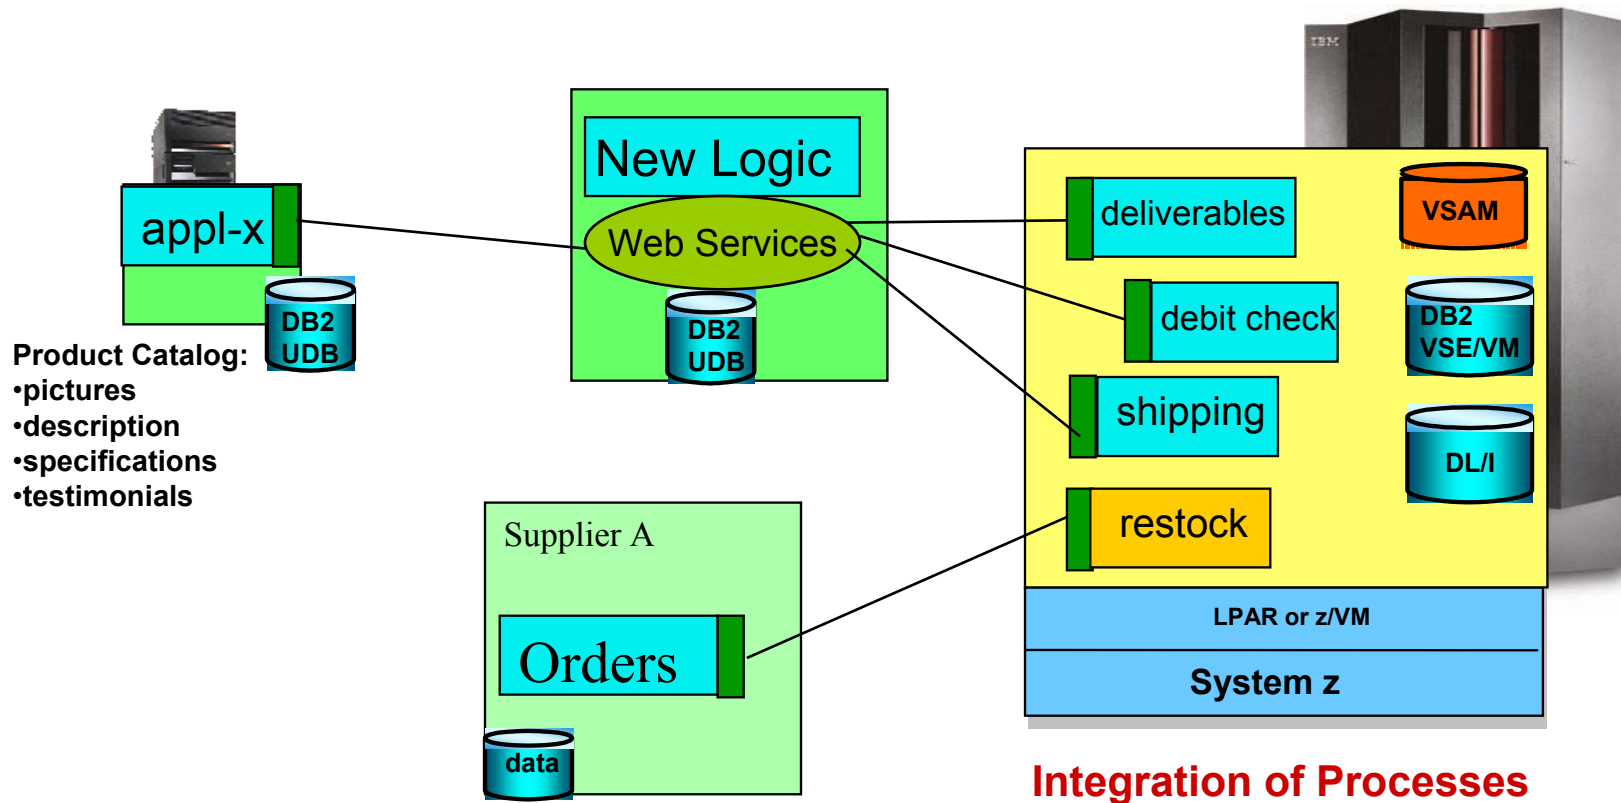 IBM
New Logic
Web Services
DB2
UDB
appl-x
DB2
UDB
Product Catalog:
•pictures
•description
•specifications
•testimonials
Supplier A
Orders
data
deliverables
debit check
shipping
restock
VSAM
DB2
VSE/VM
DL/I
LPAR or z/VM
System z
Integration of Processes